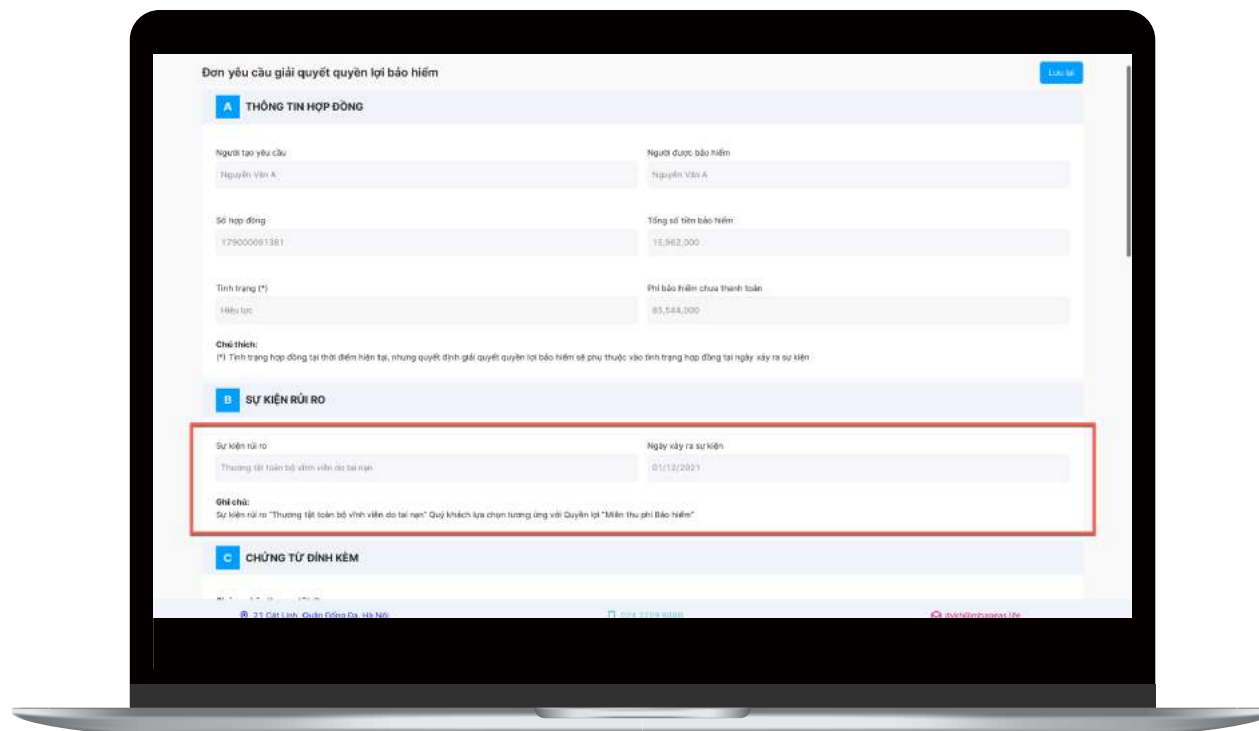 Đơn yêu cầu giải quyết quyền lợi bảo hiểm
Lưu lại
A THÔNG TIN HỢP ĐỒNG
Người tạo yêu cầu
Người được bảo hiểm
Nguyễn Văn A
Nguyễn Văn A
Số hợp đồng
Tổng số tiền bảo hiểm
179000091381
15,962,000
Tình trạng (*)
Phí bảo hiểm chưa thanh toán
Hiệu lực
85,544,000
Chú thích:
(*) Tình trạng hợp đồng tại thời điểm hiện tại, nhưng quyết định giải quyết quyền lợi bảo hiểm sẽ phụ thuộc vào tình trạng hợp đồng tại ngày xảy ra sự kiện
B SỰ KIỆN RỦI RO
Sự kiện rủi ro
Ngày xảy ra sự kiện
Thương tật toàn bộ vĩnh viễn do tai nạn
01/12/2021
Ghi chú:
Sự kiện rủi ro "Thương tật toàn bộ vĩnh viễn do tai nạn" Quý khách lựa chọn tương ứng với Quyền lợi "Miễn thu phí Bảo hiểm"
C CHỨNG TỪ ĐÍNH KÈM
21 Cát Linh, Quận Đống Đa, Hà Nội